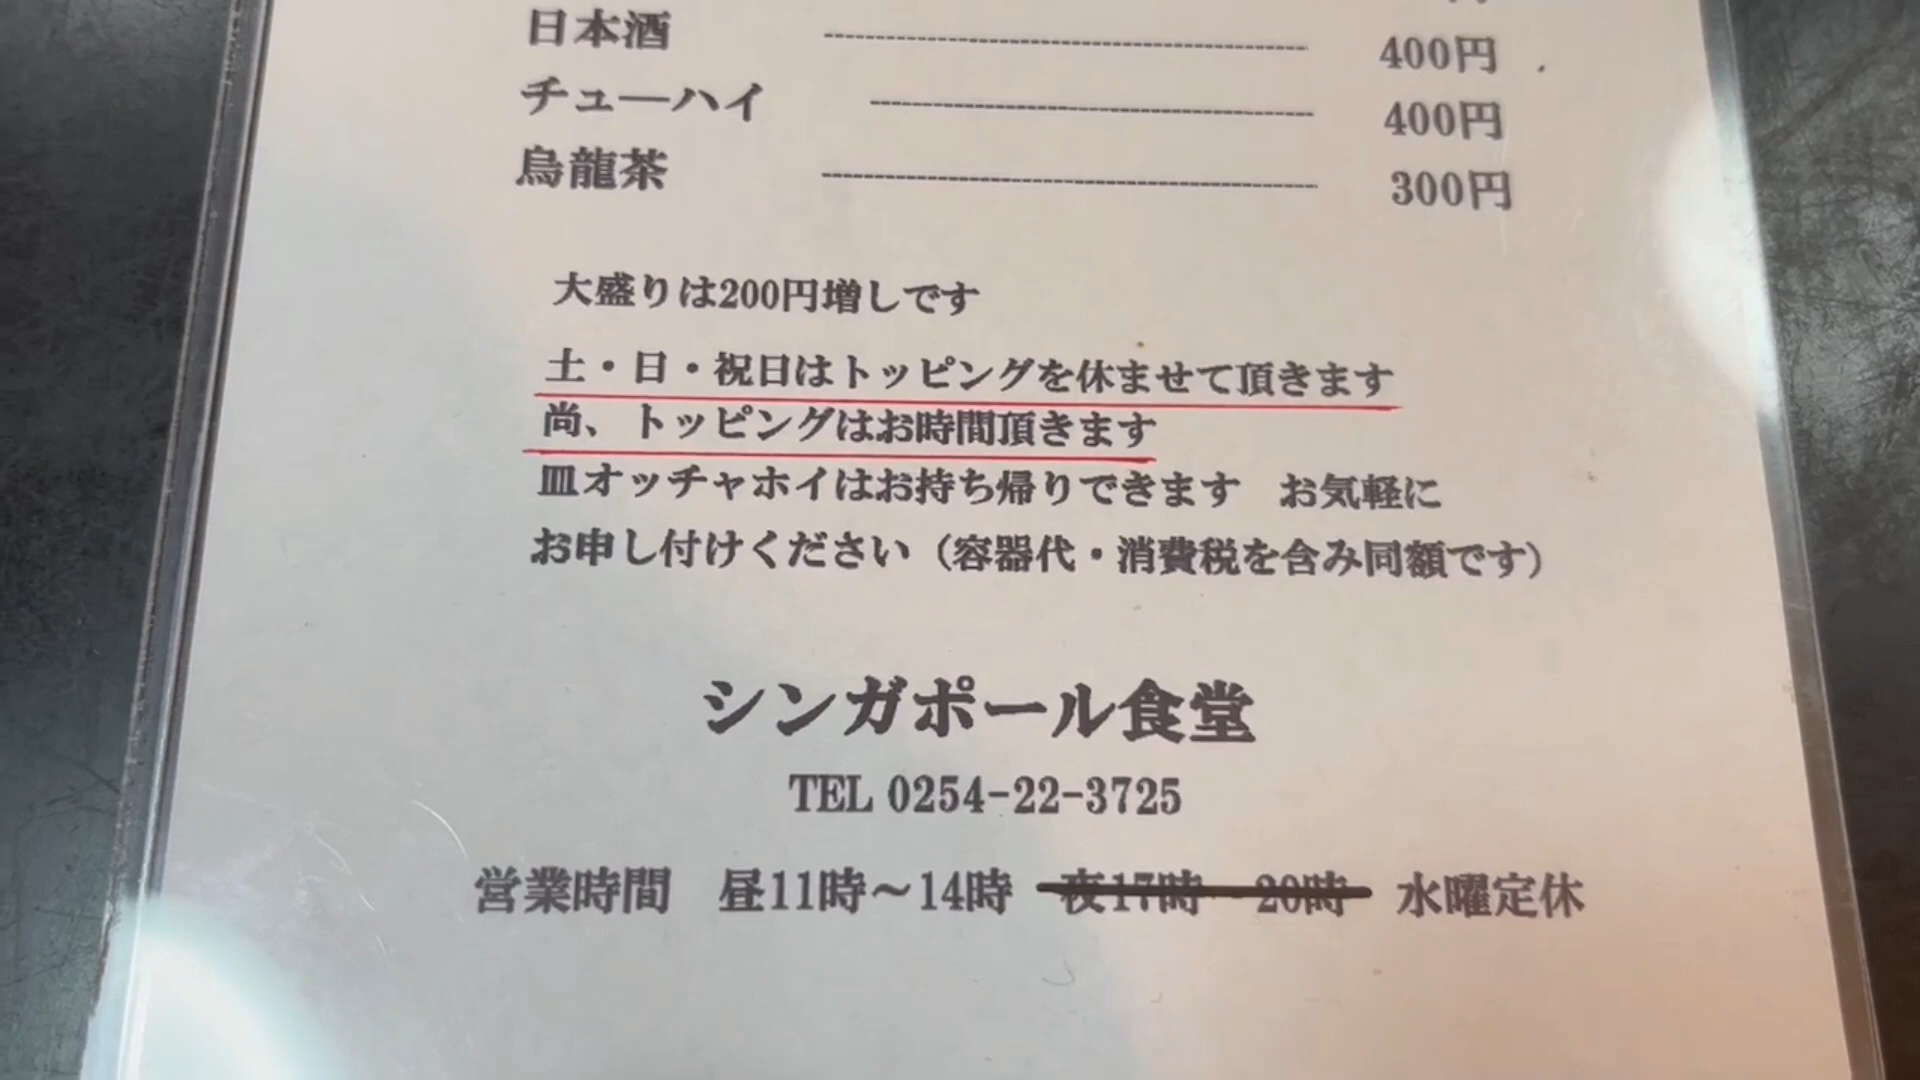 日本酒 400円
チューハイ 400円
烏龍茶 300円
大盛りは200円増しです
土・日・祝日はトッピングを休ませて頂きます
尚、トッピングはお時間頂きます
皿オッチャホイはお持ち帰りできます お気軽に
お申し付けください（容器代・消費税を含み同額です）
シンガポール食堂
TEL 0254-22-3725
営業時間 昼11時～14時 夜17時 20時 水曜定休